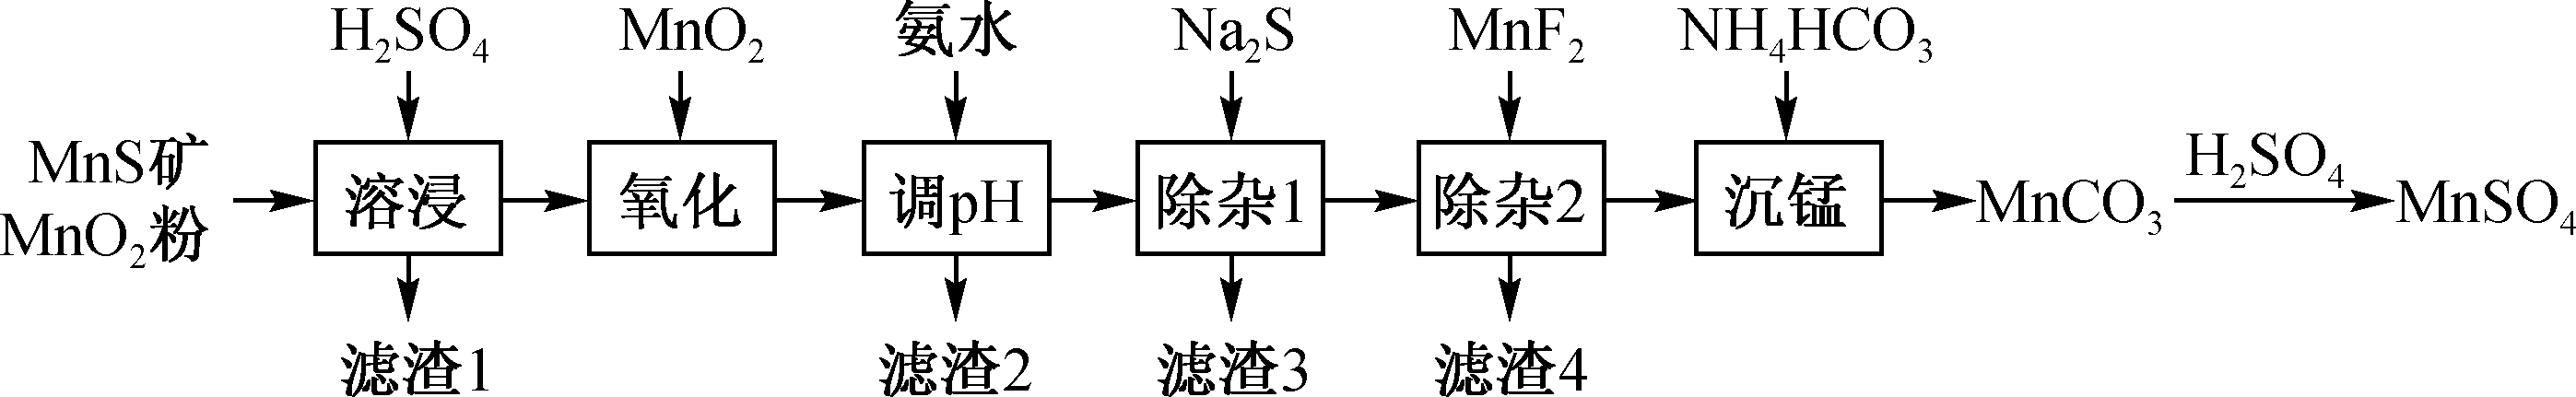 H₂SO₄ MnO₂ 氨水 Na₂S MnF₂ NH₄HCO₃
MnS矿
MnO₂粉
溶浸 氧化 调pH 除杂1 除杂2 沉锰 MnCO₃ H₂SO₄ MnSO₄
滤渣1 滤渣2 滤渣3 滤渣4